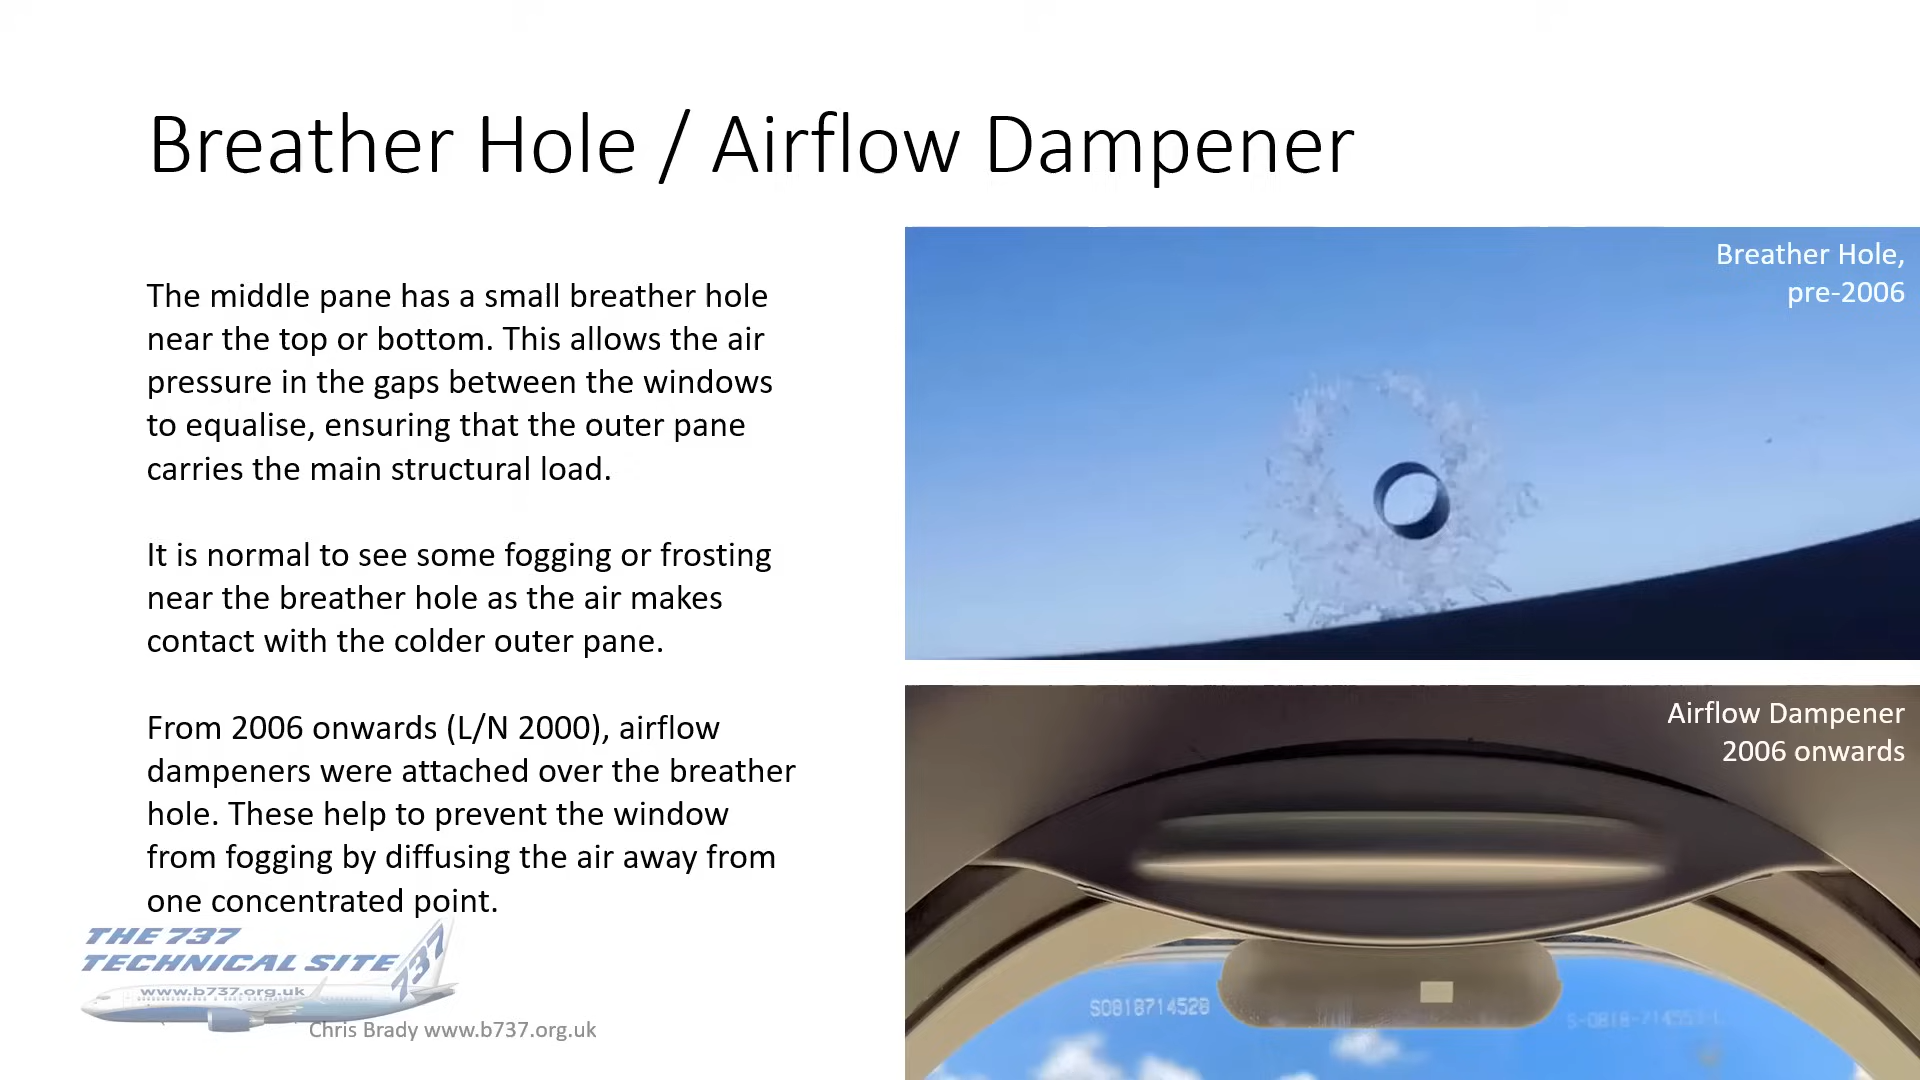 Breather Hole / Airflow Dampener
The middle pane has a small breather hole
near the top or bottom. This allows the air
pressure in the gaps between the windows
to equalise, ensuring that the outer pane
carries the main structural load.
It is normal to see some fogging or frosting
near the breather hole as the air makes
contact with the colder outer pane.
From 2006 onwards (L/N 2000), airflow
dampeners were attached over the breather
hole. These help to prevent the window
from fogging by diffusing the air away from
one concentrated point.
Breather Hole,
pre-2006
Airflow Dampener
2006 onwards
THE 737
TECHNICAL SITE
737
www.b737.org.uk
Chris Brady www.b737.org.uk